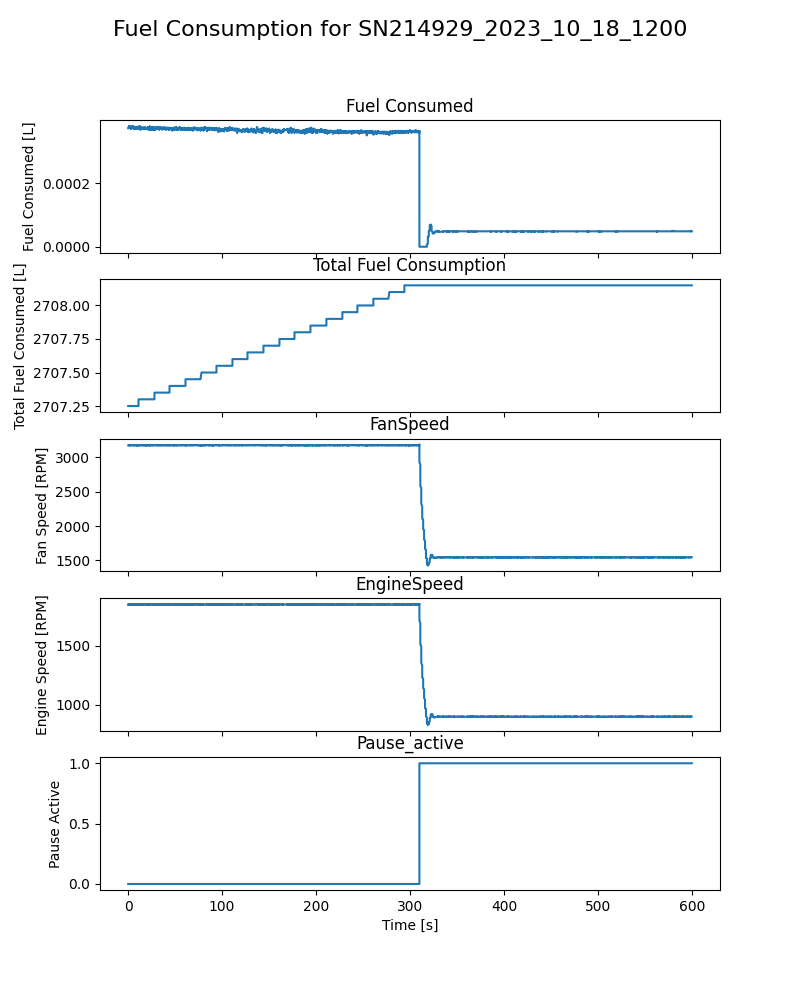 Fuel Consumption for SN214929_2023_10_18_1200
Fuel Consumed
Fuel Consumed [L]
0.0002
0.0000
Total Fuel Consumption
Total Fuel Consumed [L]
2708.00
2707.75
2707.50
2707.25
FanSpeed
Fan Speed [RPM]
3000
2500
2000
1500
EngineSpeed
Engine Speed [RPM]
1500
1000
Pause_active
Pause Active
1.0
0.5
0.0
0 100 200 300 400 500 600
Time [s]